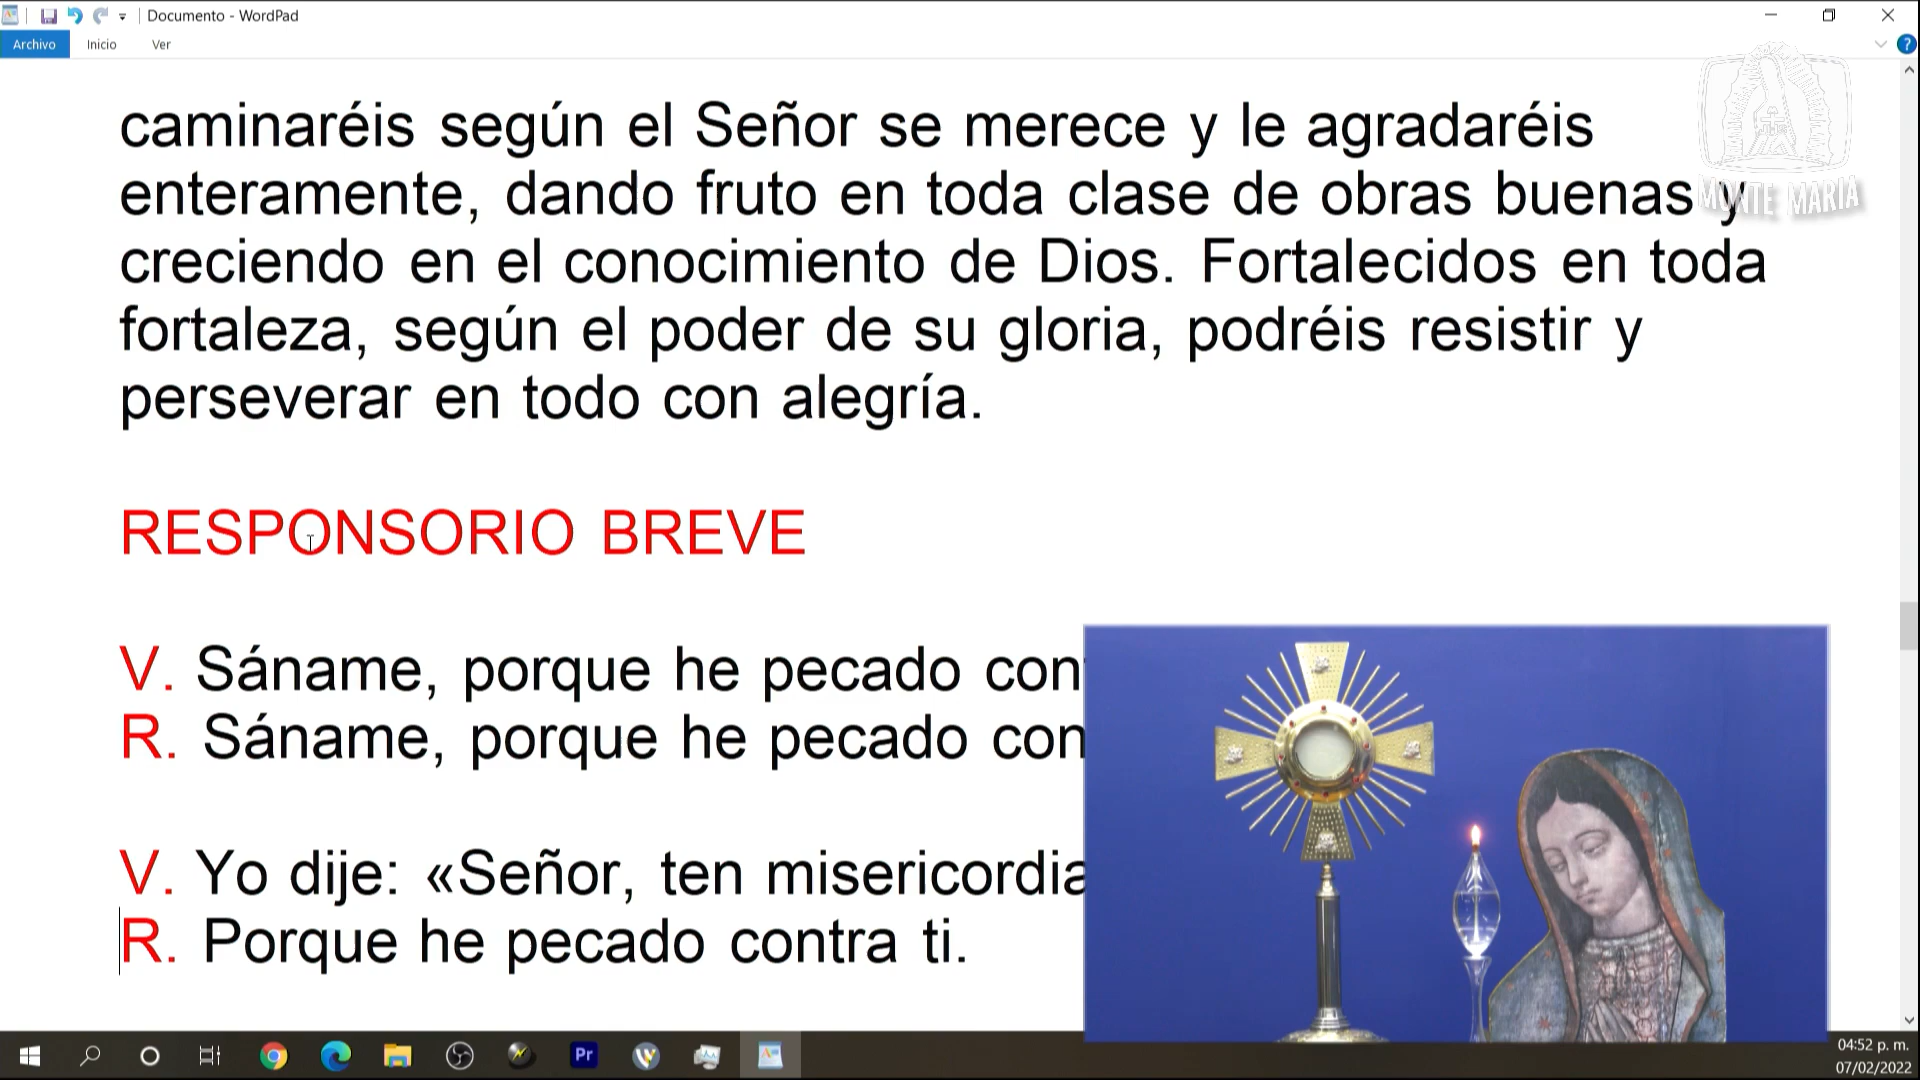 Documento - WordPad
Archivo Inicio Ver
caminaréis según el Señor se merece y le agradaréis
enteramente, dando fruto en toda clase de obras buenas y
creciendo en el conocimiento de Dios. Fortalecidos en toda
fortaleza, según el poder de su gloria, podréis resistir y
perseverar en todo con alegría.
MONTE MARIA
RESPONSORIO BREVE
V. Sáname, porque he pecado
R. Sáname, porque he pecado con
V. Yo dije: «Señor, ten misericordia
R. Porque he pecado contra ti.
Pr
04:52 p. m.
07/02/2022